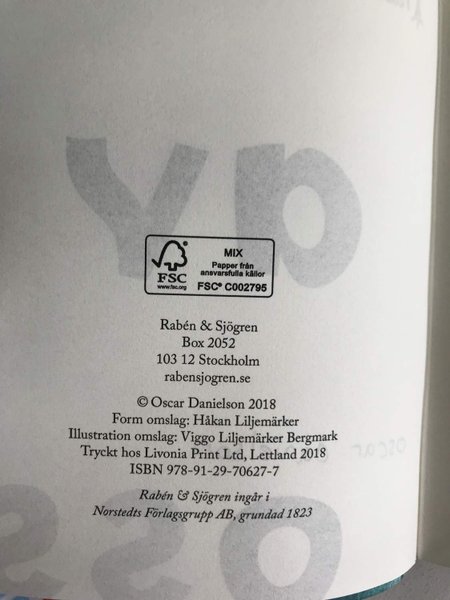 FSC
www.fsc.org
MIX
Papper från
ansvarsfulla källor
FSC® C002795
Rabén & Sjögren
Box 2052
103 12 Stockholm
rabensjogren.se
© Oscar Danielson 2018
Form omslag: Håkan Liljemärker
Illustration omslag: Viggo Liljemärker Bergmark
Tryckt hos Livonia Print Ltd, Lettland 2018
ISBN 978-91-29-70627-7
Rabén & Sjögren ingår i
Norstedts Förlagsgrupp AB, grundad 1823